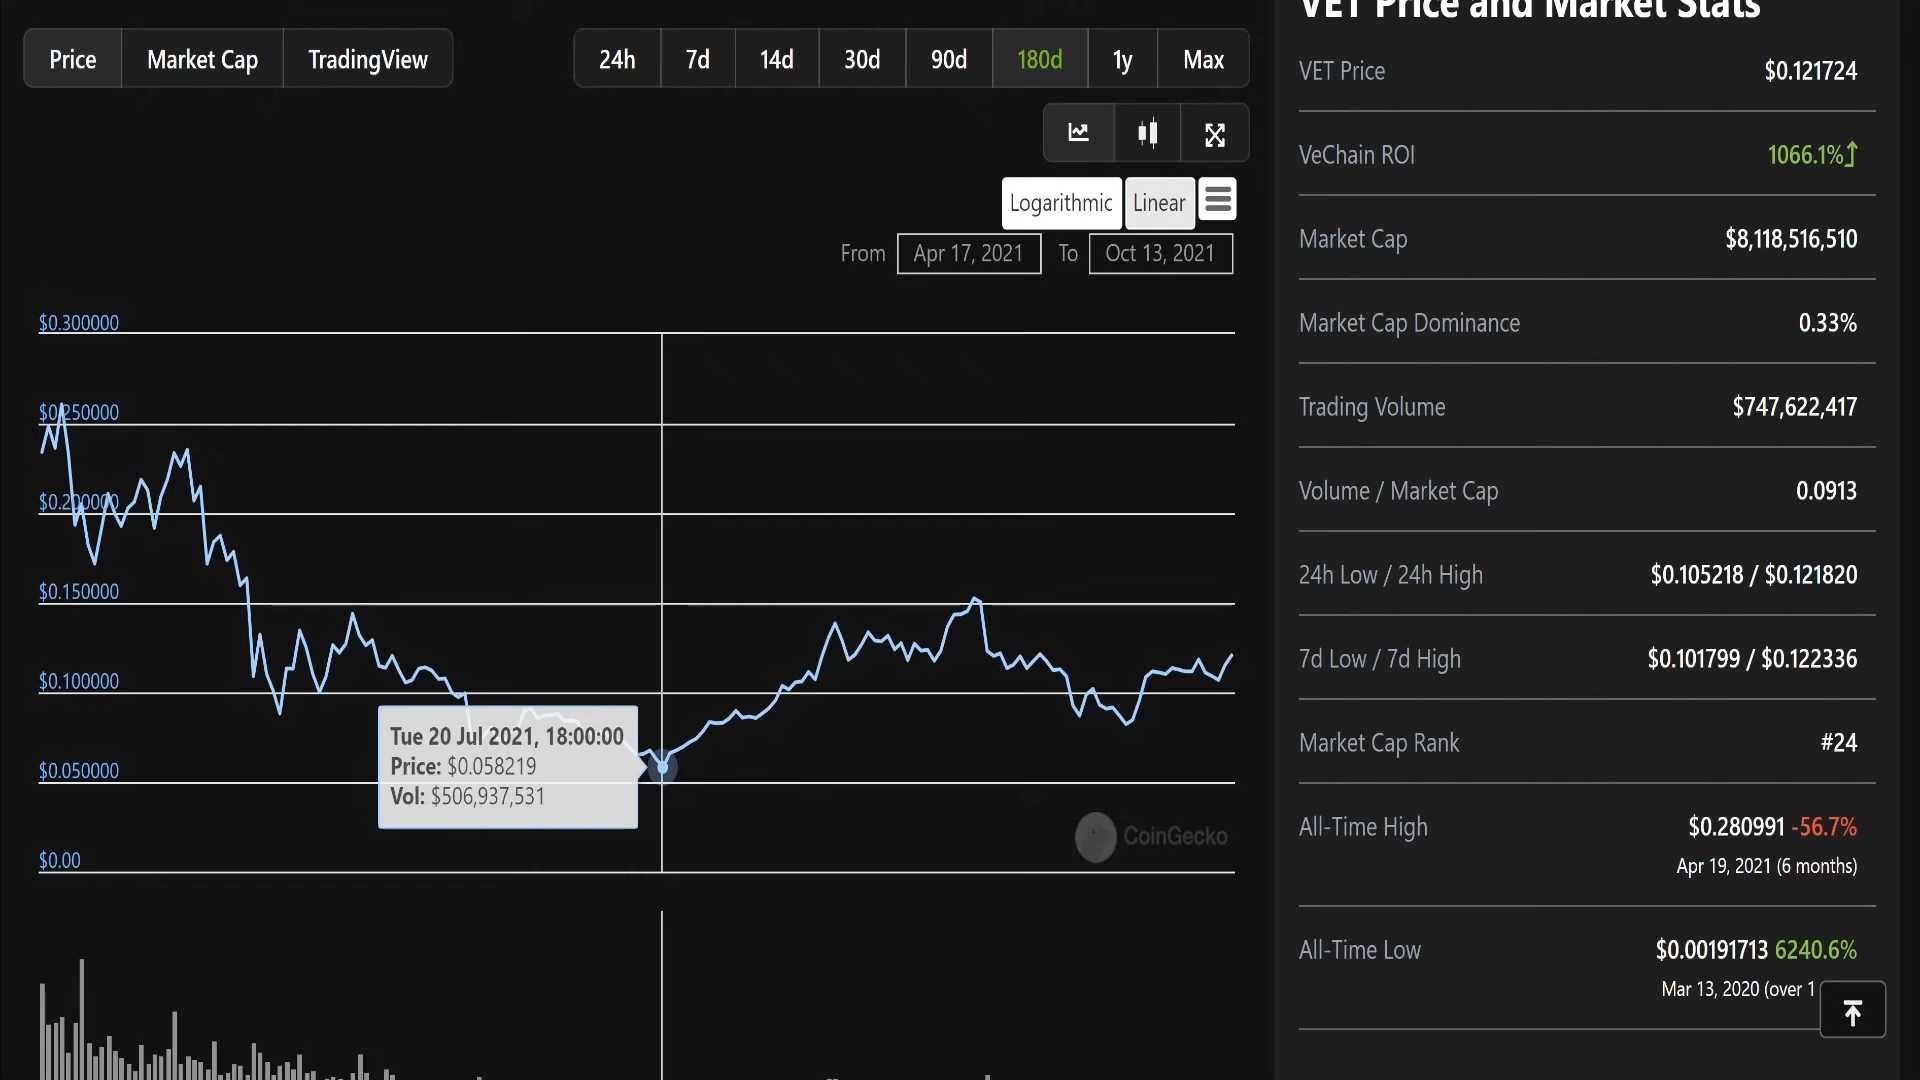 VET Price and Market Stats
Price Market Cap TradingView
24h 7d 14d 30d 90d 180d 1y Max
Logarithmic Linear
From Apr 17, 2021 To Oct 13, 2021
$0.300000
$0.250000
$0.200000
$0.150000
$0.100000
$0.050000
$0.00
Tue 20 Jul 2021, 18:00:00
Price: $0.058219
Vol: $506,937,531
CoinGecko
VET Price $0.121724
VeChain ROI 1066.1%
Market Cap $8,118,516,510
Market Cap Dominance 0.33%
Trading Volume $747,622,417
Volume / Market Cap 0.0913
24h Low / 24h High $0.105218 / $0.121820
7d Low / 7d High $0.101799 / $0.122336
Market Cap Rank #24
All-Time High $0.280991 -56.7%
Apr 19, 2021 (6 months)
All-Time Low $0.00191713 6240.6%
Mar 13, 2020 (over 1